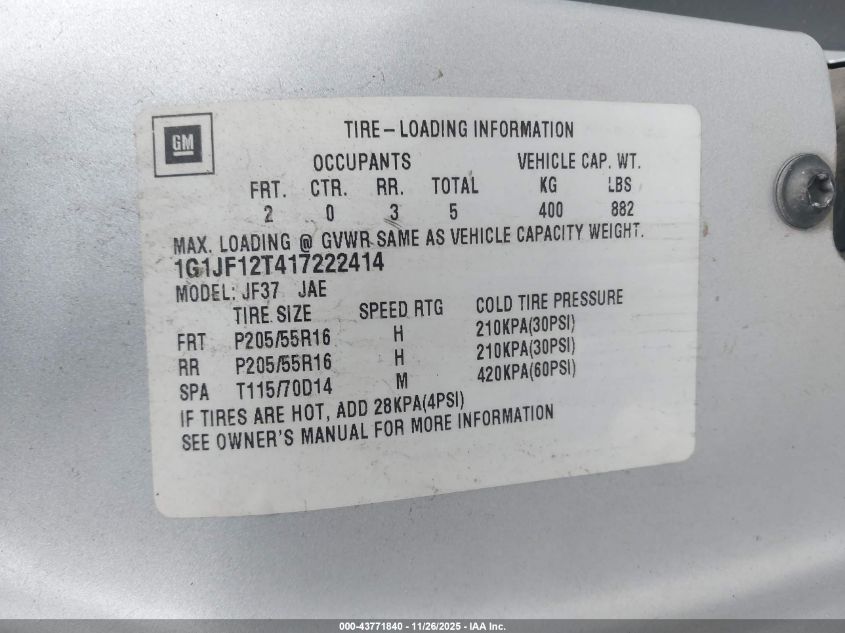 GM
TIRE-LOADING INFORMATION
OCCUPANTS VEHICLE CAP. WT.
FRT. CTR. RR. TOTAL KG LBS
2 0 3 5 400 882
MAX. LOADING @ GVWR SAME AS VEHICLE CAPACITY WEIGHT.
1G1JF12T417222414
MODEL: JF37 JAE
TIRE SIZE SPEED RTG COLD TIRE PRESSURE
FRT P205/55R16 H 210KPA(30PSI)
RR P205/55R16 H 210KPA(30PSI)
SPA T115/70D14 M 420KPA(60PSI)
IF TIRES ARE HOT, ADD 28KPA(4PSI)
SEE OWNER'S MANUAL FOR MORE INFORMATION
000-43771840 - 11/26/2025 - IAA Inc.